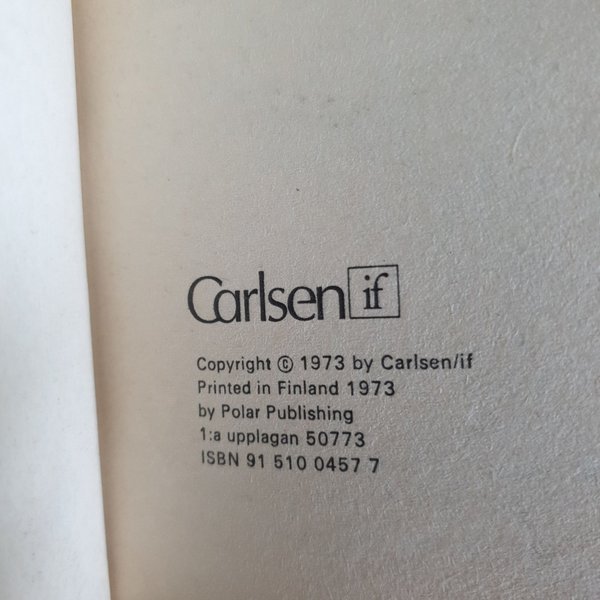 Carlsen if
Copyright © 1973 by Carlsen/if
Printed in Finland 1973
by Polar Publishing
1:a upplagan 50773
ISBN 91 510 0457 7